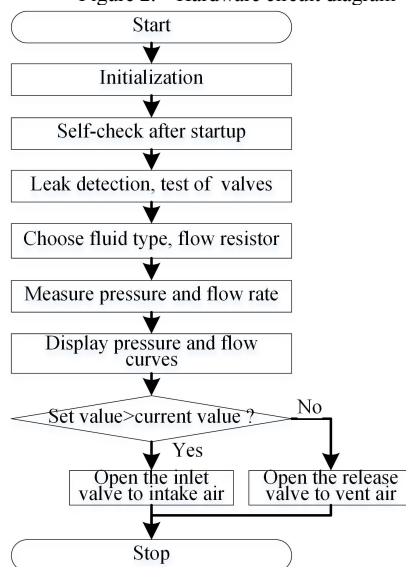 Figure 2. Hardware circuit diagram
Start
Initialization
Self-check after startup
Leak detection, test of valves
Choose fluid type, flow resistor
Measure pressure and flow rate
Display pressure and flow
curves
Set value>current value ?
No
Yes
Open the inlet
valve to intake air
Open the release
valve to vent air
Stop